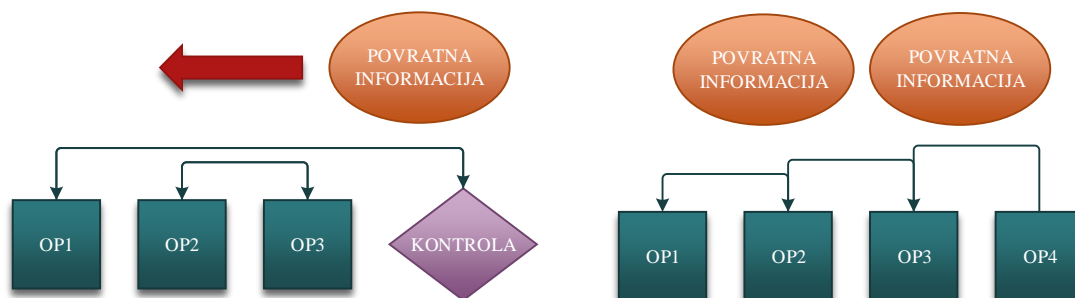 POVRATNA
INFORMACIJA
POVRATNA
INFORMACIJA
POVRATNA
INFORMACIJA
OP1
OP2
OP3
KONTROLA
OP1
OP2
OP3
OP4